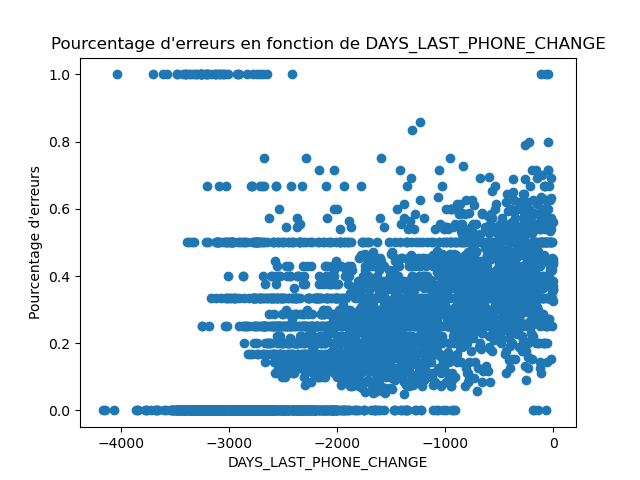 Pourcentage d'erreurs en fonction de DAYS_LAST_PHONE_CHANGE
1.0
0.8
0.6
0.4
0.2
0.0
Pourcentage d'erreurs
−4000 −3000 −2000 −1000 0
DAYS_LAST_PHONE_CHANGE